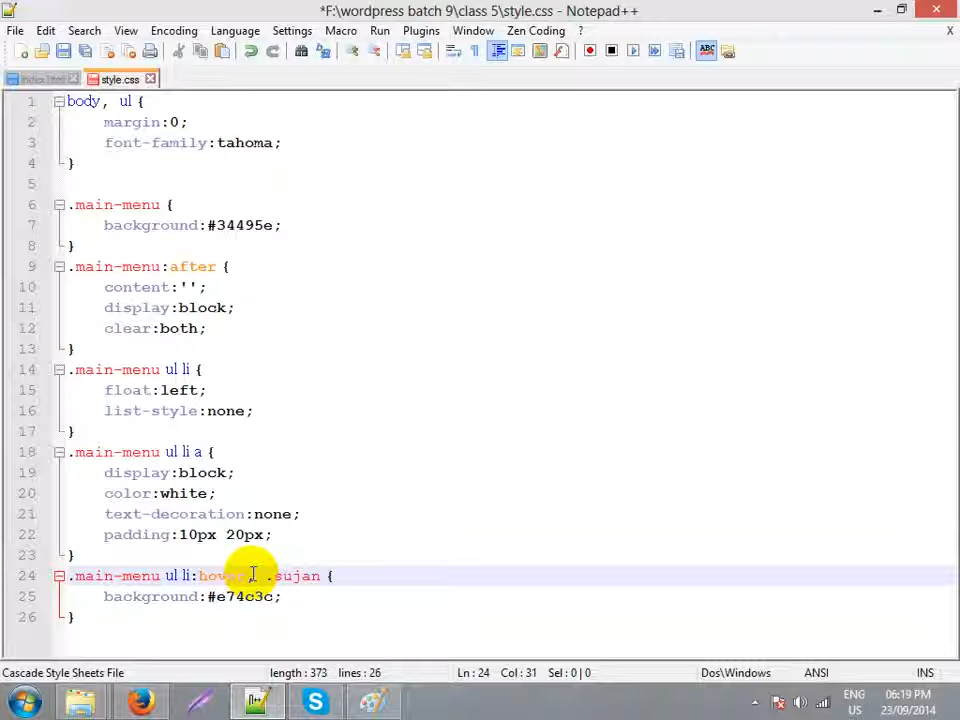 *F:\wordpress batch 9\class 5\style.css - Notepad++
File Edit Search View Encoding Language Settings Macro Run Plugins Window Zen Coding ? X
index.html style.css
1 body, ul {
2 margin:0;
3 font-family:tahoma;
4 }
5
6 .main-menu {
7 background:#34495e;
8 }
9 .main-menu:after {
10 content:'';
11 display:block;
12 clear:both;
13 }
14 .main-menu ul li {
15 float:left;
16 list-style:none;
17 }
18 .main-menu ul li a {
19 display:block;
20 color:white;
21 text-decoration:none;
22 padding:10px 20px;
23 }
24 .main-menu ul li:hover, .sujan {
25 background:#e74c3c;
26 }
Cascade Style Sheets File length : 373 lines : 26 Ln : 24 Col : 31 Sel : 0 | 0 Dos\Windows ANSI INS
ENG 06:19 PM
US 23/09/2014